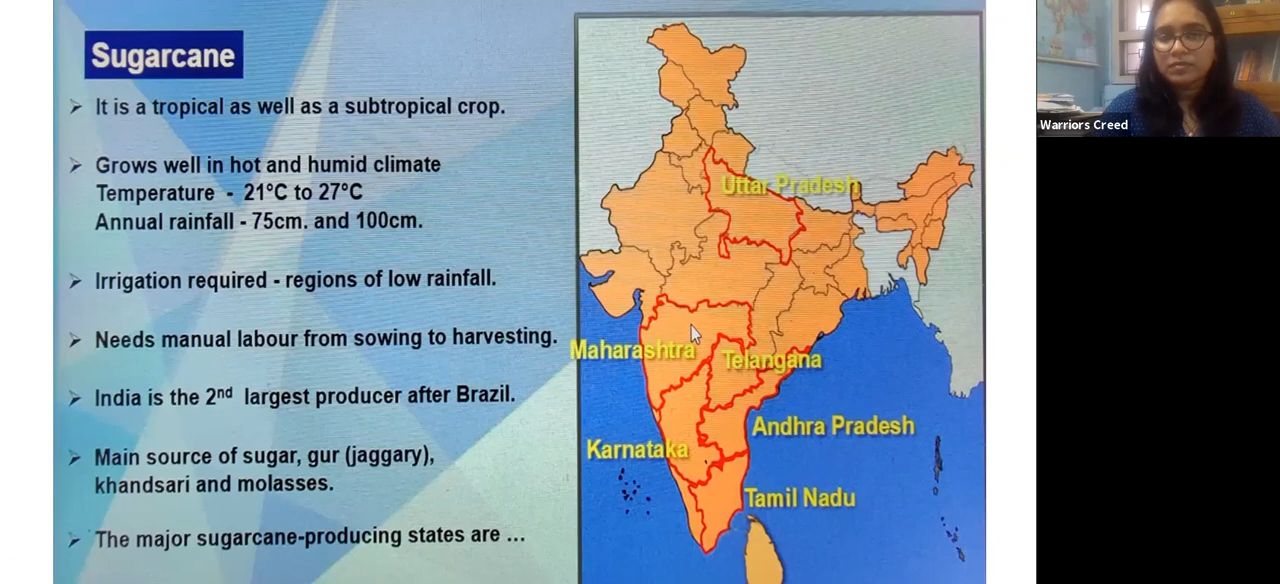 Sugarcane
It is a tropical as well as a subtropical crop.
Grows well in hot and humid climate
Temperature - 21°C to 27°C
Annual rainfall - 75cm. and 100cm.
Irrigation required - regions of low rainfall.
Needs manual labour from sowing to harvesting.
India is the 2nd largest producer after Brazil.
Main source of sugar, gur (jaggary),
khandsari and molasses.
The major sugarcane-producing states are ...
Uttar Pradesh
Maharashtra
Telangana
Andhra Pradesh
Karnataka
Tamil Nadu
Warriors Creed